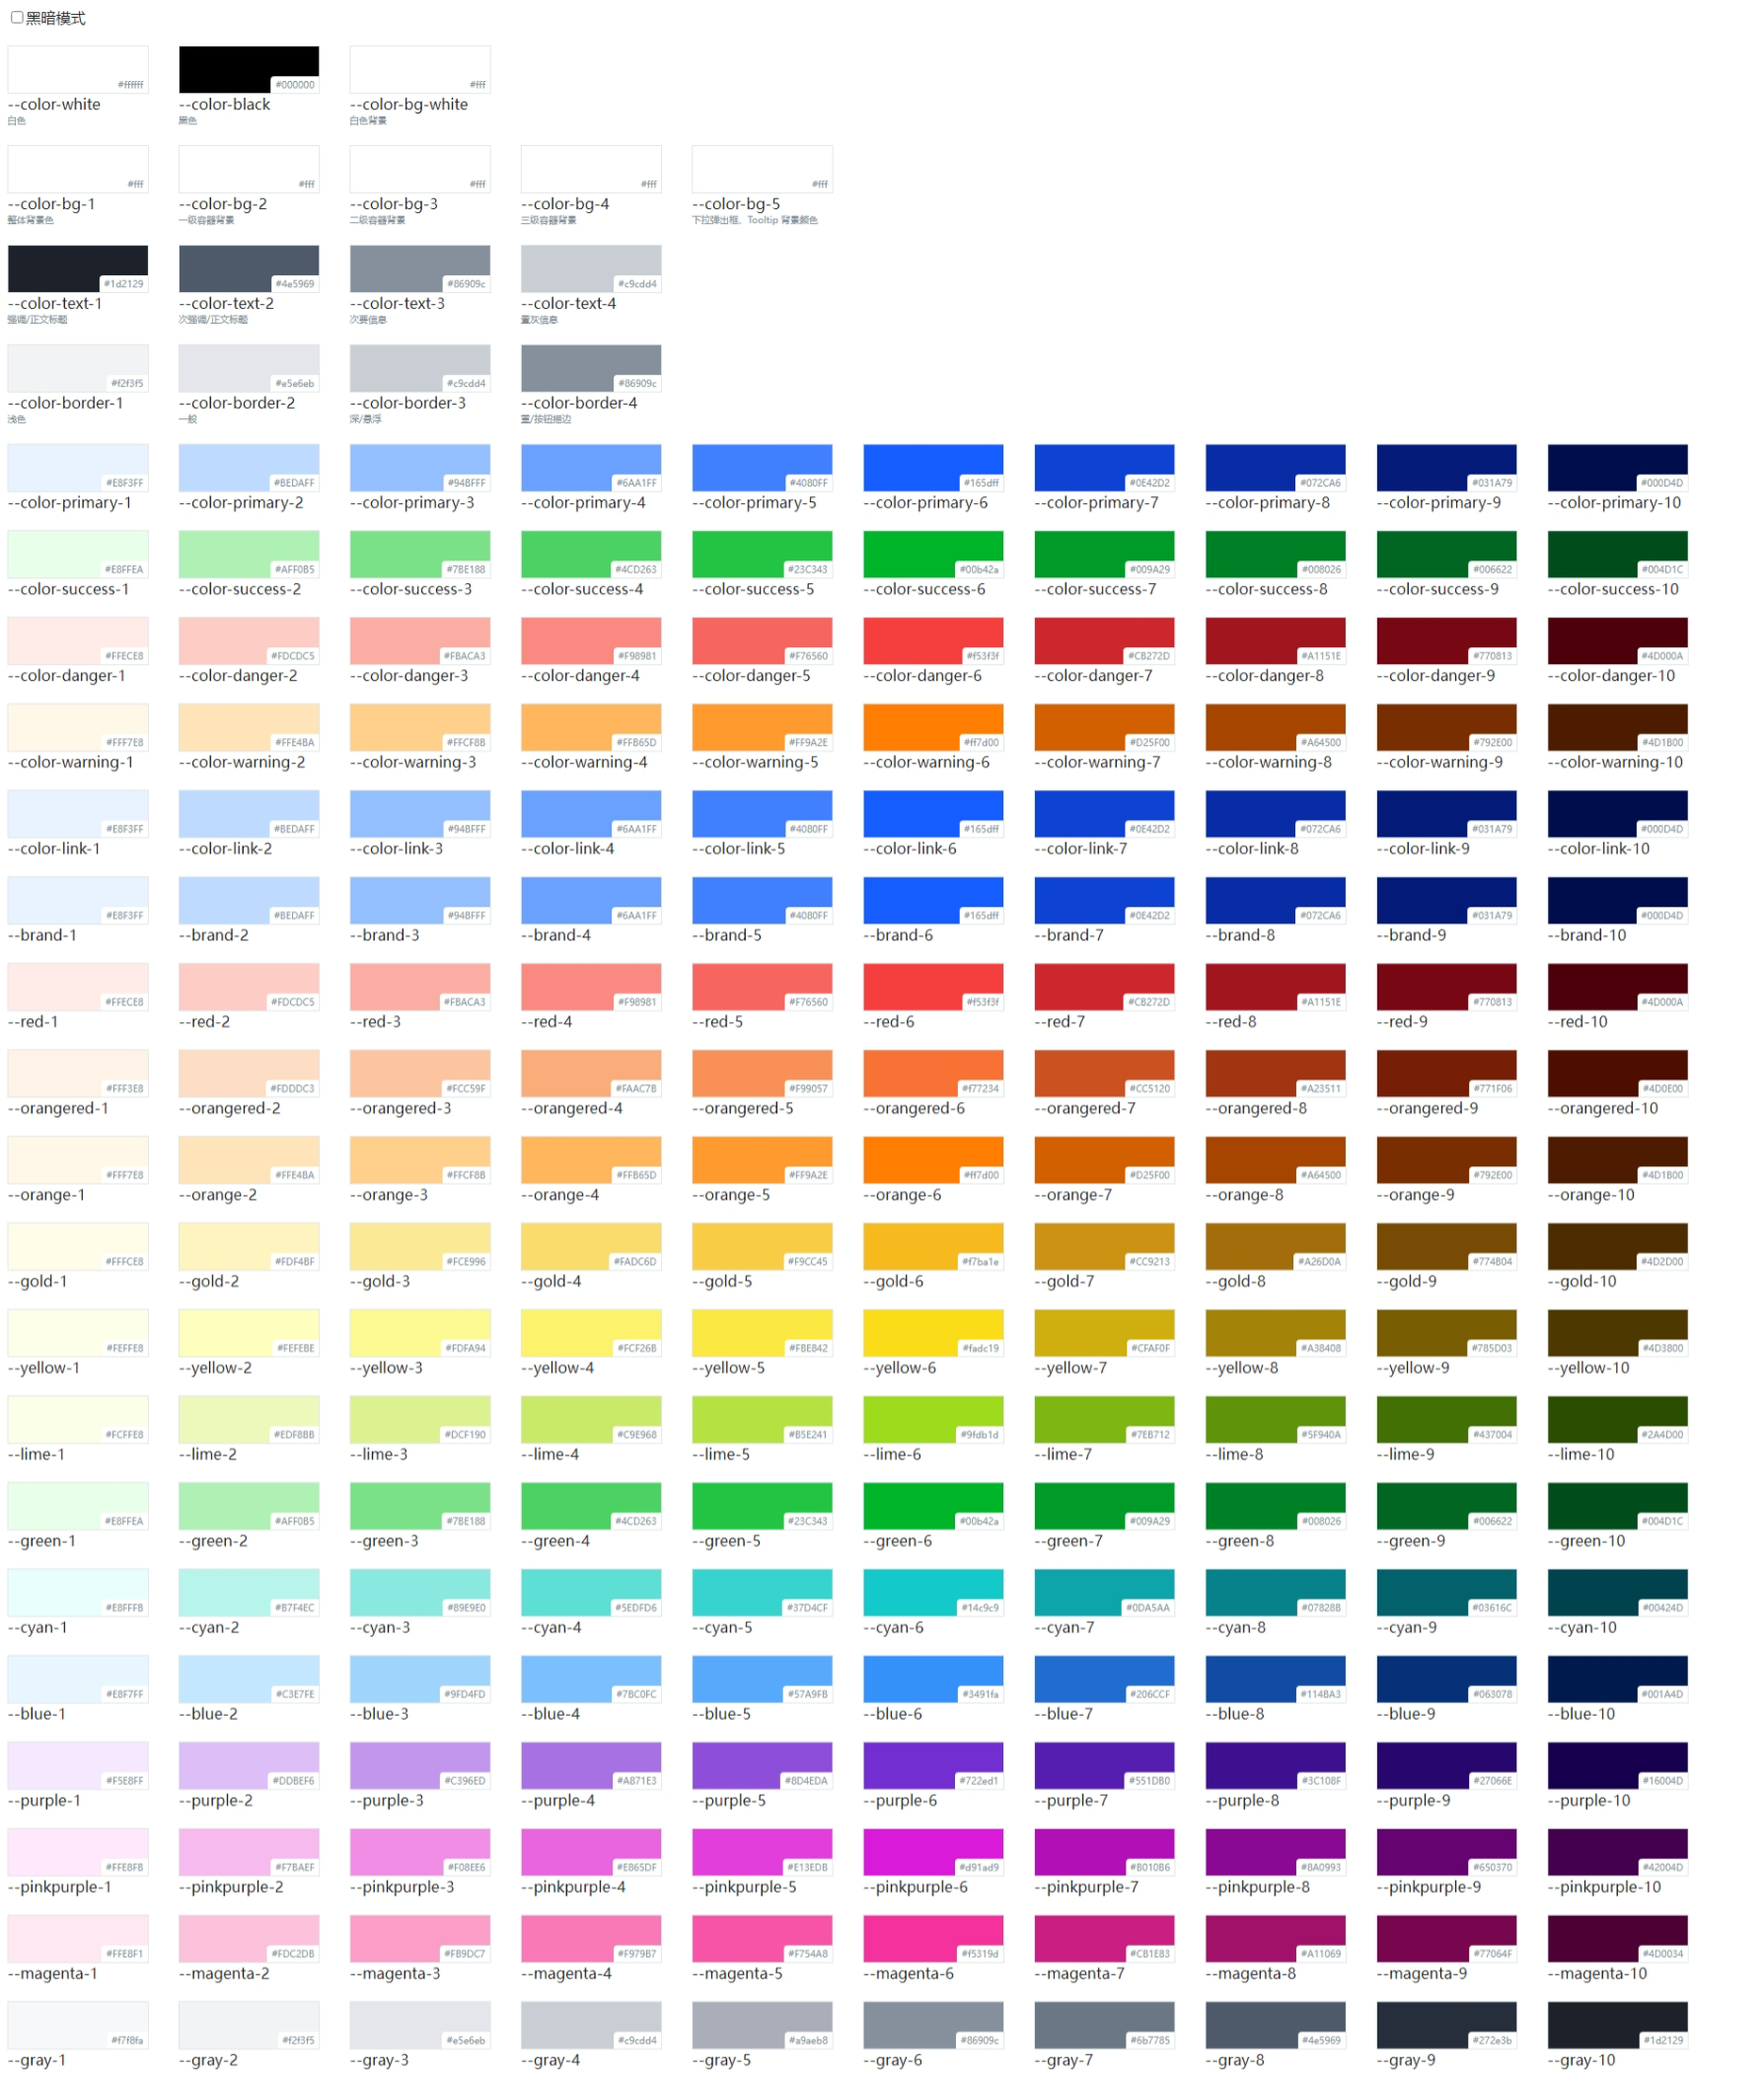 黑暗模式
#ffffff #000000 #fff
--color-white --color-black --color-bg-white
白色 黑色 白色背景
#fff #fff #fff #fff #fff
--color-bg-1 --color-bg-2 --color-bg-3 --color-bg-4 --color-bg-5
整体背景色 一级容器背景 二级容器背景 三级容器背景 下拉弹出框、Tooltip 背景颜色
#1d2129 #4e5969 #86909c #c9cdd4
--color-text-1 --color-text-2 --color-text-3 --color-text-4
强调/正文标题 次强调/正文标题 次要信息 置灰信息
#f2f3f5 #e5e6eb #c9cdd4 #86909c
--color-border-1 --color-border-2 --color-border-3 --color-border-4
浅色 一般 深/悬浮 重/按钮描边
#E8F3FF #BEDAFF #94BFFF #6AA1FF #4080FF #165dff #0E42D2 #072CA6 #031A79 #000D4D
--color-primary-1 --color-primary-2 --color-primary-3 --color-primary-4 --color-primary-5 --color-primary-6 --color-primary-7 --color-primary-8 --color-primary-9 --color-primary-10
#E8FFEA #AFF0B5 #7BE188 #4CD263 #23C343 #00b42a #009A29 #008026 #006622 #004D1C
--color-success-1 --color-success-2 --color-success-3 --color-success-4 --color-success-5 --color-success-6 --color-success-7 --color-success-8 --color-success-9 --color-success-10
#FFECE8 #FDCDC5 #FBACA3 #F98981 #F76560 #f53f3f #CB272D #A1151E #770813 #4D000A
--color-danger-1 --color-danger-2 --color-danger-3 --color-danger-4 --color-danger-5 --color-danger-6 --color-danger-7 --color-danger-8 --color-danger-9 --color-danger-10
#FFF7E8 #FFE4BA #FFCF8B #FFB65D #FF9A2E #ff7d00 #D25F00 #A64500 #792E00 #4D1B00
--color-warning-1 --color-warning-2 --color-warning-3 --color-warning-4 --color-warning-5 --color-warning-6 --color-warning-7 --color-warning-8 --color-warning-9 --color-warning-10
#E8F3FF #BEDAFF #94BFFF #6AA1FF #4080FF #165dff #0E42D2 #072CA6 #031A79 #000D4D
--color-link-1 --color-link-2 --color-link-3 --color-link-4 --color-link-5 --color-link-6 --color-link-7 --color-link-8 --color-link-9 --color-link-10
#E8F3FF #BEDAFF #94BFFF #6AA1FF #4080FF #165dff #0E42D2 #072CA6 #031A79 #000D4D
--brand-1 --brand-2 --brand-3 --brand-4 --brand-5 --brand-6 --brand-7 --brand-8 --brand-9 --brand-10
#FFECE8 #FDCDC5 #FBACA3 #F98981 #F76560 #f53f3f #CB272D #A1151E #770813 #4D000A
--red-1 --red-2 --red-3 --red-4 --red-5 --red-6 --red-7 --red-8 --red-9 --red-10
#FFF3E8 #FDDDC3 #FCC59F #FAAC7B #F99057 #f77234 #CC5120 #A23511 #771F06 #4D0E00
--orangered-1 --orangered-2 --orangered-3 --orangered-4 --orangered-5 --orangered-6 --orangered-7 --orangered-8 --orangered-9 --orangered-10
#FFF7E8 #FFE4BA #FFCF8B #FFB65D #FF9A2E #ff7d00 #D25F00 #A64500 #792E00 #4D1B00
--orange-1 --orange-2 --orange-3 --orange-4 --orange-5 --orange-6 --orange-7 --orange-8 --orange-9 --orange-10
#FFFCE8 #FDF4BF #FCE996 #FADC6D #F9CC45 #f7ba1e #CC9213 #A26D0A #774B04 #4D2D00
--gold-1 --gold-2 --gold-3 --gold-4 --gold-5 --gold-6 --gold-7 --gold-8 --gold-9 --gold-10
#FEFFE8 #FEFEBE #FDFA94 #FCF26B #FBE842 #fadc19 #CFAF0F #A38408 #785D03 #4D3800
--yellow-1 --yellow-2 --yellow-3 --yellow-4 --yellow-5 --yellow-6 --yellow-7 --yellow-8 --yellow-9 --yellow-10
#FCFFE8 #EDF8BB #DCF190 #C9E968 #B5E241 #9fdb1d #7EB712 #5F940A #437004 #2A4D00
--lime-1 --lime-2 --lime-3 --lime-4 --lime-5 --lime-6 --lime-7 --lime-8 --lime-9 --lime-10
#E8FFEA #AFF0B5 #7BE188 #4CD263 #23C343 #00b42a #009A29 #008026 #006622 #004D1C
--green-1 --green-2 --green-3 --green-4 --green-5 --green-6 --green-7 --green-8 --green-9 --green-10
#E8FFFB #B7F4EC #89E9E0 #5EDFD6 #37D4CF #14c9c9 #0DA5AA #07828B #03616C #00424D
--cyan-1 --cyan-2 --cyan-3 --cyan-4 --cyan-5 --cyan-6 --cyan-7 --cyan-8 --cyan-9 --cyan-10
#E8F7FF #C3E7FE #9FD4FD #7BC0FC #57A9FB #3491fa #206CCF #114BA3 #063078 #001A4D
--blue-1 --blue-2 --blue-3 --blue-4 --blue-5 --blue-6 --blue-7 --blue-8 --blue-9 --blue-10
#F5E8FF #DDBEF6 #C396ED #A871E3 #8D4EDA #722ed1 #551DB0 #3C108F #27066E #16004D
--purple-1 --purple-2 --purple-3 --purple-4 --purple-5 --purple-6 --purple-7 --purple-8 --purple-9 --purple-10
#FFE8FB #F7BAEF #F08EE6 #E865DF #E13EDB #d91ad9 #B010B6 #8A0993 #650370 #42004D
--pinkpurple-1 --pinkpurple-2 --pinkpurple-3 --pinkpurple-4 --pinkpurple-5 --pinkpurple-6 --pinkpurple-7 --pinkpurple-8 --pinkpurple-9 --pinkpurple-10
#FFE8F1 #FDC2DB #FB9DC7 #F979B7 #F754A8 #f5319d #CB1E83 #A11069 #77064F #4D0034
--magenta-1 --magenta-2 --magenta-3 --magenta-4 --magenta-5 --magenta-6 --magenta-7 --magenta-8 --magenta-9 --magenta-10
#f7f8fa #f2f3f5 #e5e6eb #c9cdd4 #a9aeb8 #86909c #6b7785 #4e5969 #272e3b #1d2129
--gray-1 --gray-2 --gray-3 --gray-4 --gray-5 --gray-6 --gray-7 --gray-8 --gray-9 --gray-10